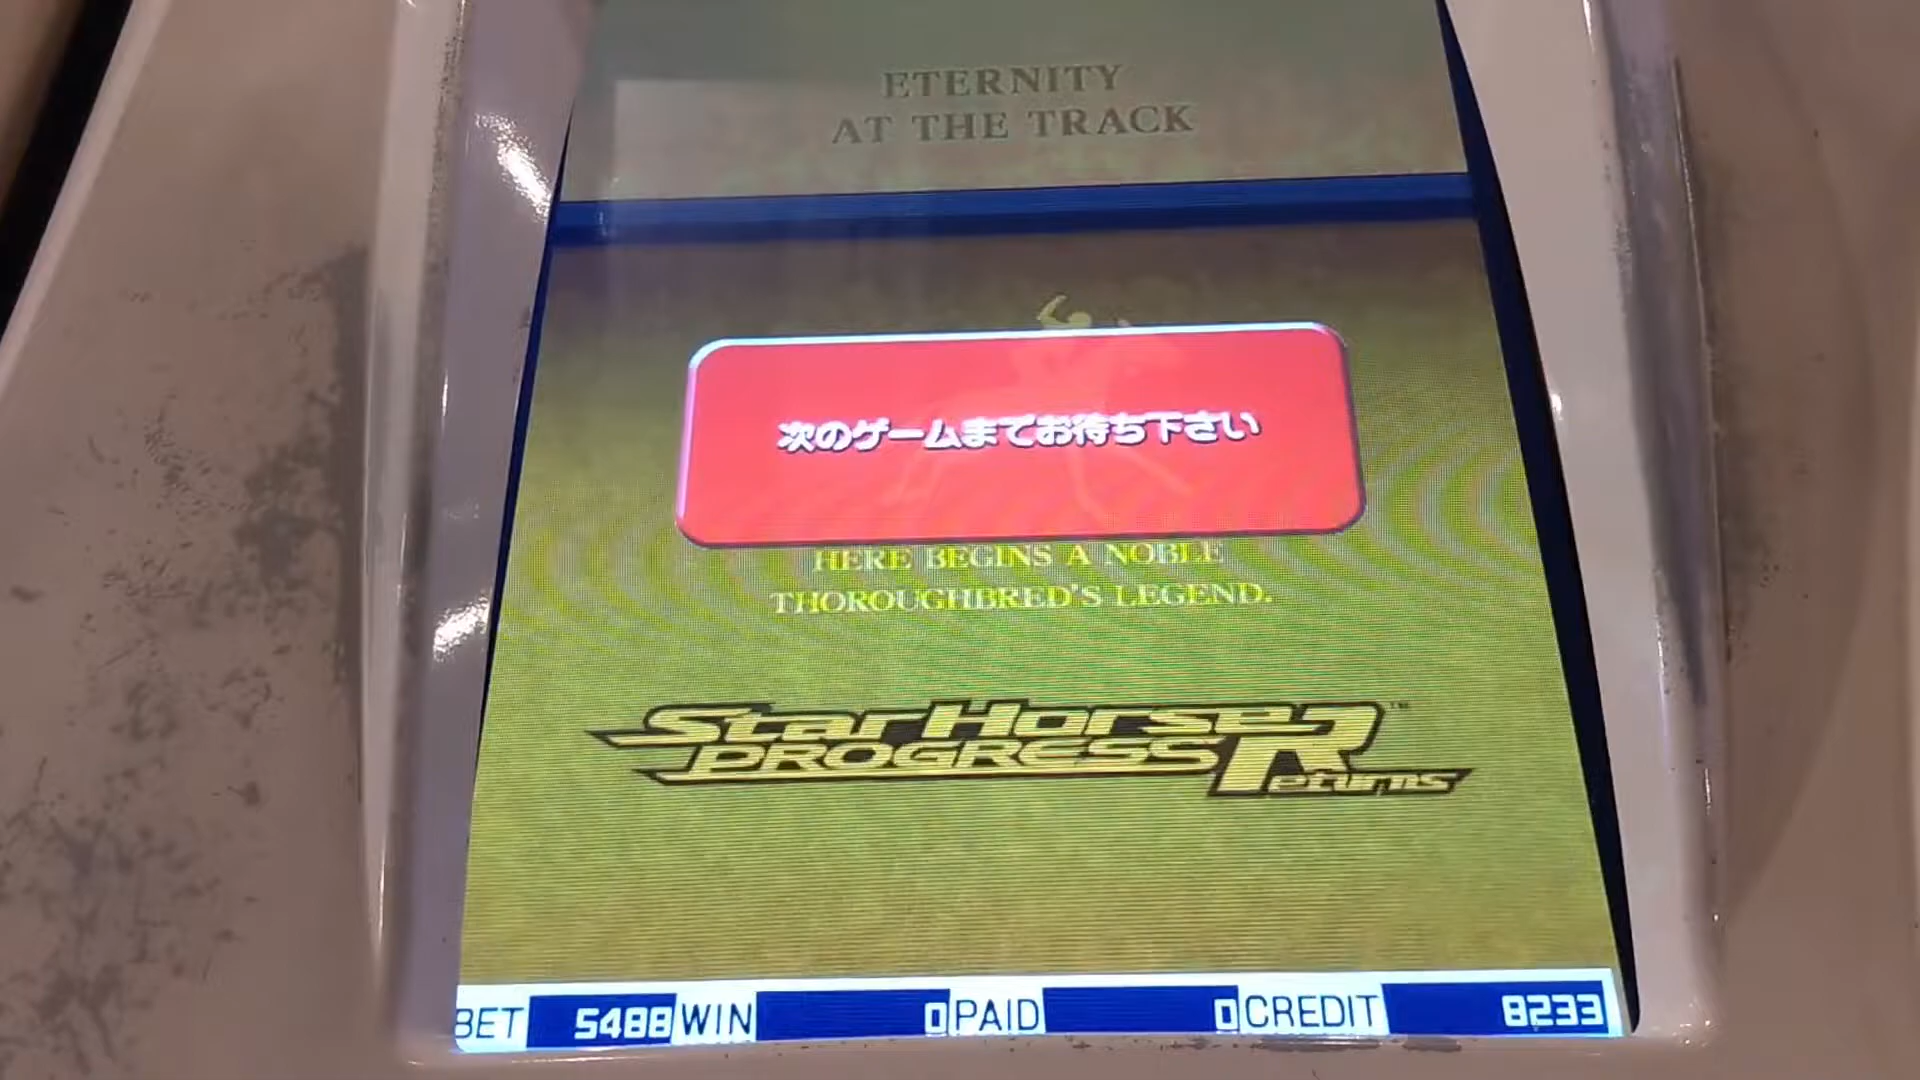 ETERNITY
AT THE TRACK
次のゲームまでお待ち下さい
HERE BEGINS A NOBLE
THOROUGHBRED'S LEGEND.
StarHorse
PROGRESS Returns™
BET 5488 WIN 0 PAID 0 CREDIT 8233